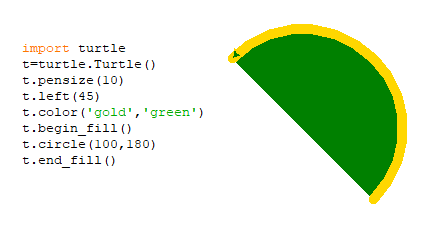 import turtle
t=turtle.Turtle()
t.pensize(10)
t.left(45)
t.color('gold','green')
t.begin_fill()
t.circle(100,180)
t.end_fill()